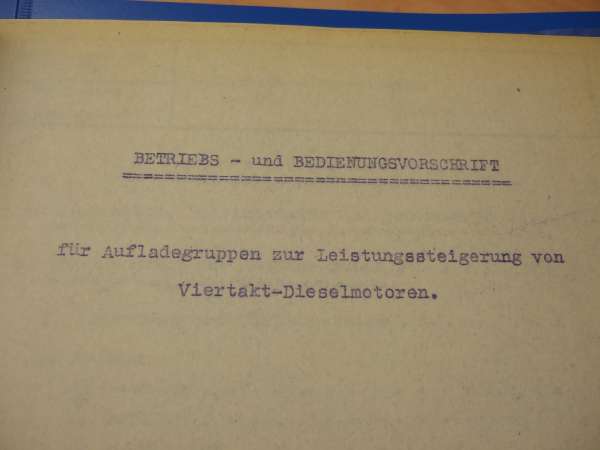 BETRIEBS - und BEDIENUNGSVORSCHRIFT
für Aufladegruppen zur Leistungssteigerung von
Viertakt-Dieselmotoren.